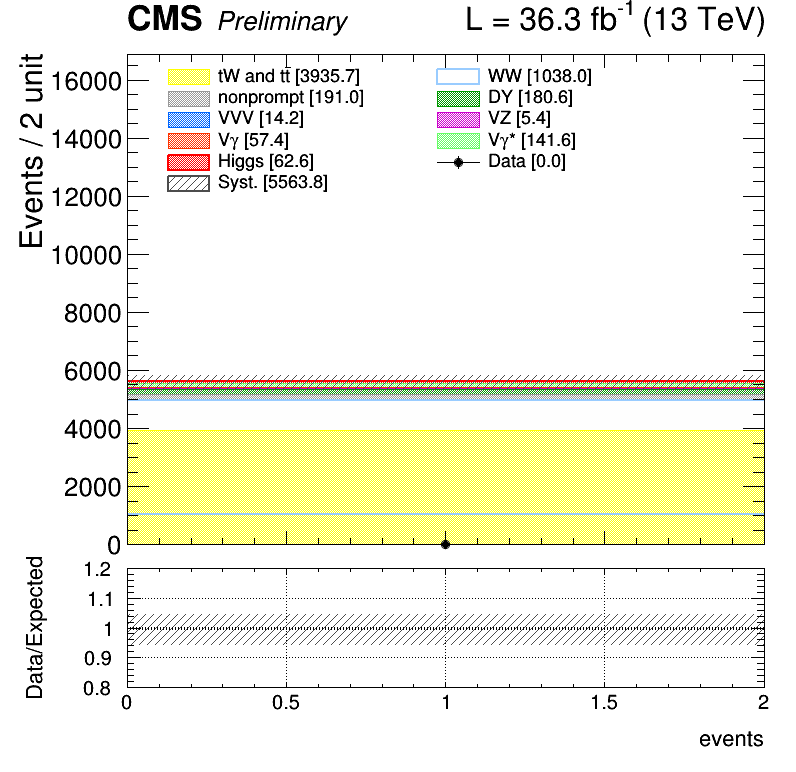 CMS Preliminary L = 36.3 fb⁻¹ (13 TeV)
Events / 2 unit
16000
14000
12000
10000
8000
6000
4000
2000
0
tW and tt̄ [3935.7]
nonprompt [191.0]
VVV [14.2]
Vγ [57.4]
Higgs [62.6]
Syst. [5563.8]
WW [1038.0]
DY [180.6]
VZ [5.4]
Vγ* [141.6]
Data [0.0]
Data/Expected
1.2
1.1
1
0.9
0.8
0 0.5 1 1.5 2
events